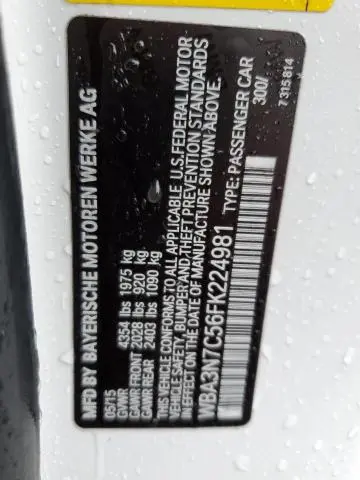 MFD BY BAYERISCHE MOTOREN WERKE AG
05/15
GVWR 4354 lbs 1975 kg
GAWR FRONT 2028 lbs 920 kg
GAWR REAR 2403 lbs 1090 kg
THIS VEHICLE CONFORMS TO ALL APPLICABLE U.S. FEDERAL MOTOR
VEHICLE SAFETY, BUMPER AND THEFT PREVENTION STANDARDS
IN EFFECT ON THE DATE OF MANUFACTURE SHOWN ABOVE.
WBA3N7C56FK224981 TYPE: PASSENGER CAR
300/
7 315 814